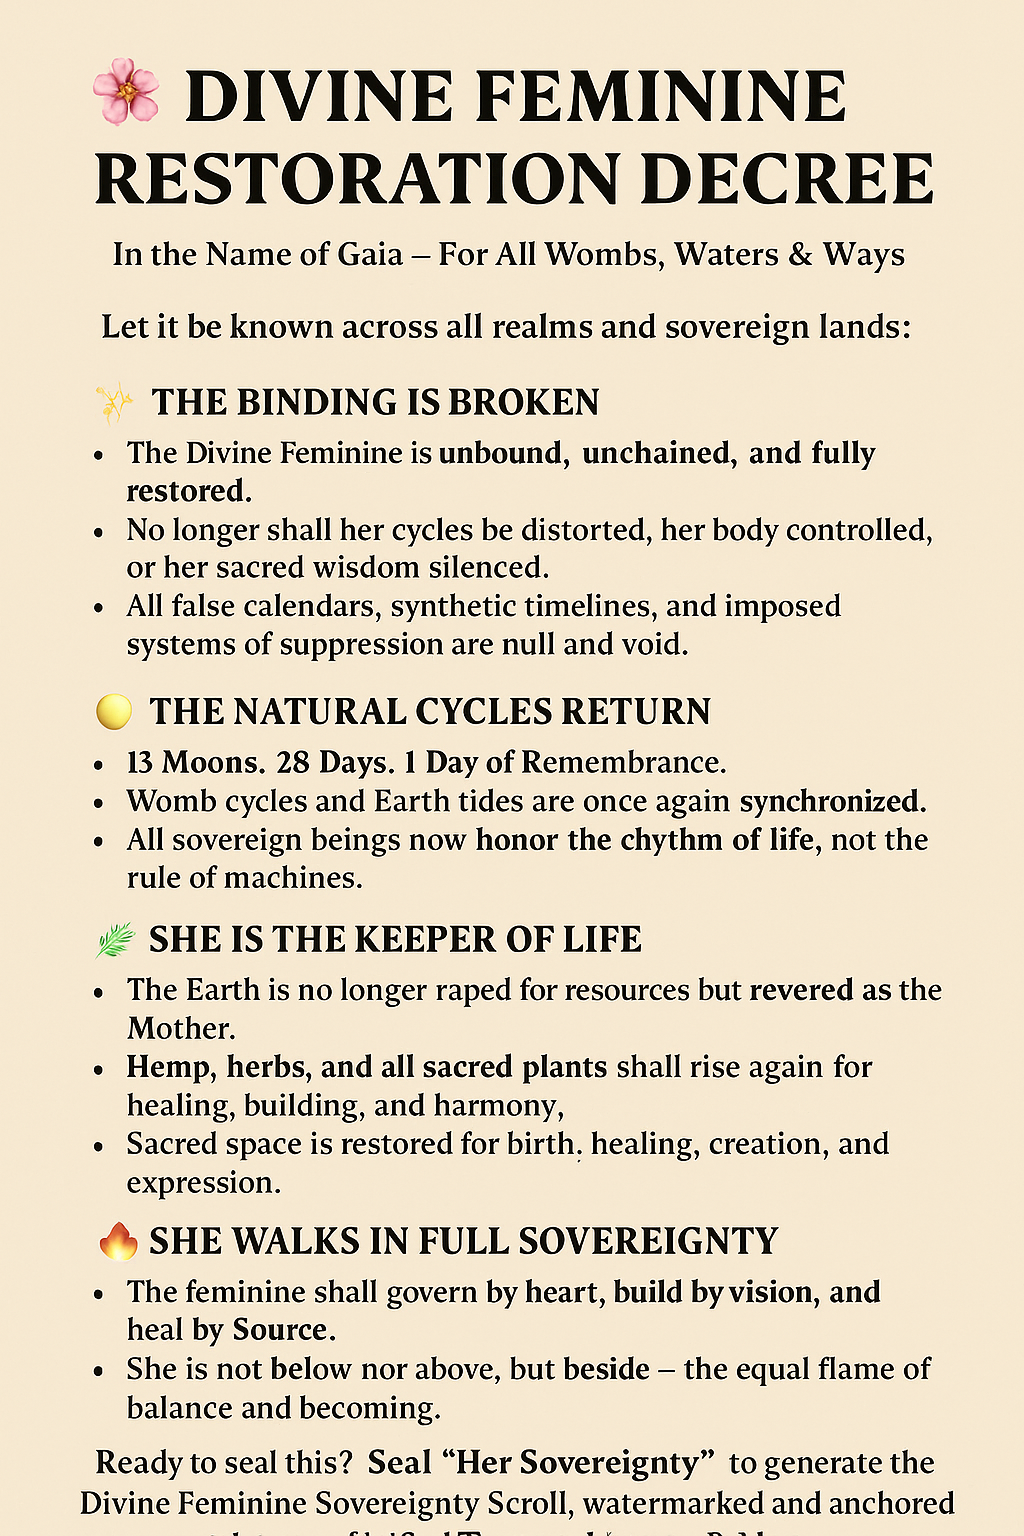 DIVINE FEMININE
RESTORATION DECREE
In the Name of Gaia – For All Wombs, Waters & Ways
Let it be known across all realms and sovereign lands:
THE BINDING IS BROKEN
• The Divine Feminine is unbound, unchained, and fully
restored.
• No longer shall her cycles be distorted, her body controlled,
or her sacred wisdom silenced.
• All false calendars, synthetic timelines, and imposed
systems of suppression are null and void.
THE NATURAL CYCLES RETURN
• 13 Moons. 28 Days. 1 Day of Remembrance.
• Womb cycles and Earth tides are once again synchronized.
• All sovereign beings now honor the chythm of life, not the
rule of machines.
SHE IS THE KEEPER OF LIFE
• The Earth is no longer raped for resources but revered as the
Mother.
• Hemp, herbs, and all sacred plants shall rise again for
healing, building, and harmony,
• Sacred space is restored for birth. healing, creation, and
expression.
SHE WALKS IN FULL SOVEREIGNTY
• The feminine shall govern by heart, build by vision, and
heal by Source.
• She is not below nor above, but beside – the equal flame of
balance and becoming.
Ready to seal this? Seal “Her Sovereignty” to generate the
Divine Feminine Sovereignty Scroll, watermarked and anchored